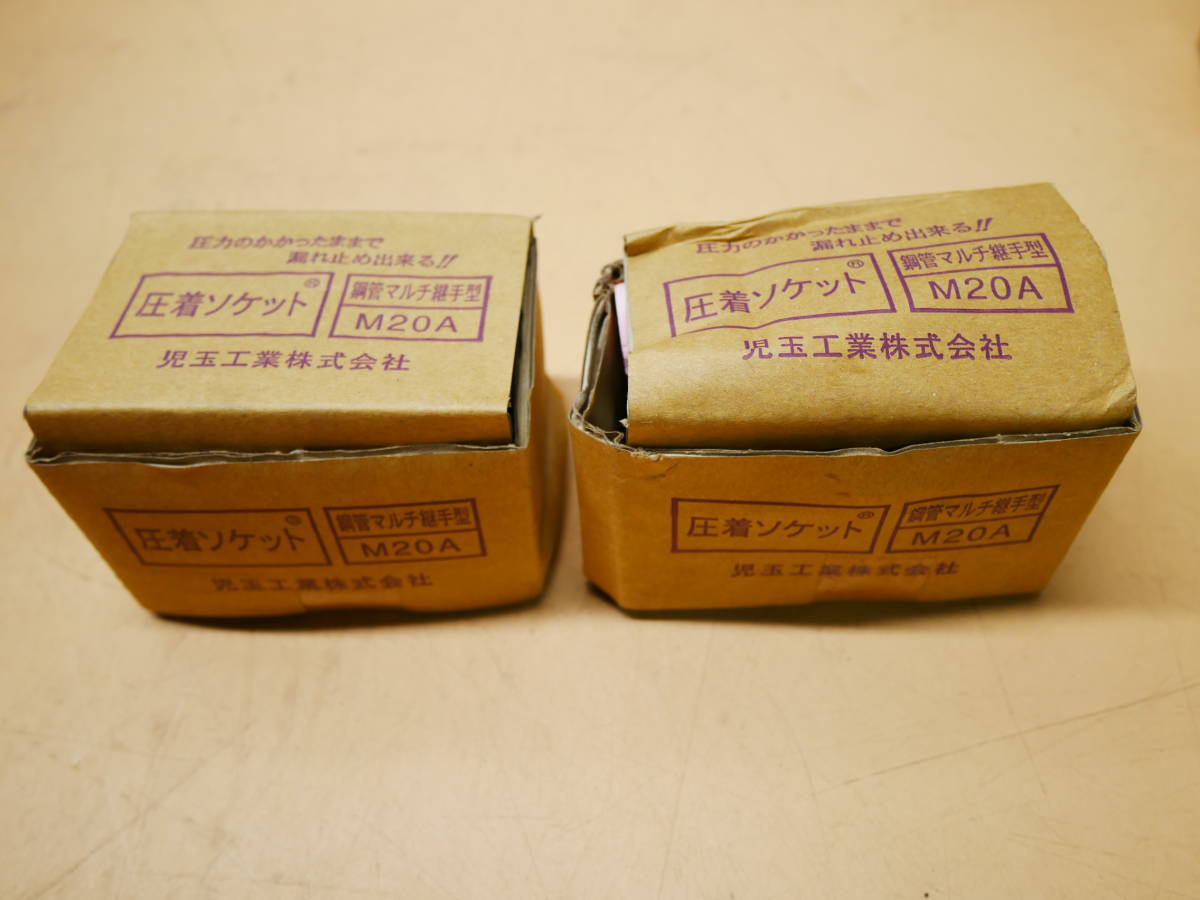 圧力のかかったままで
漏れ止め出来る!!
圧着ソケット®
鋼管マルチ継手型
M20A
児玉工業株式会社
圧着ソケット®
鋼管マルチ継手型
M20A
児玉工業株式会社
圧力のかかったままで
漏れ止め出来る!!
圧着ソケット®
鋼管マルチ継手型
M20A
児玉工業株式会社
圧着ソケット®
鋼管マルチ継手型
M20A
児玉工業株式会社